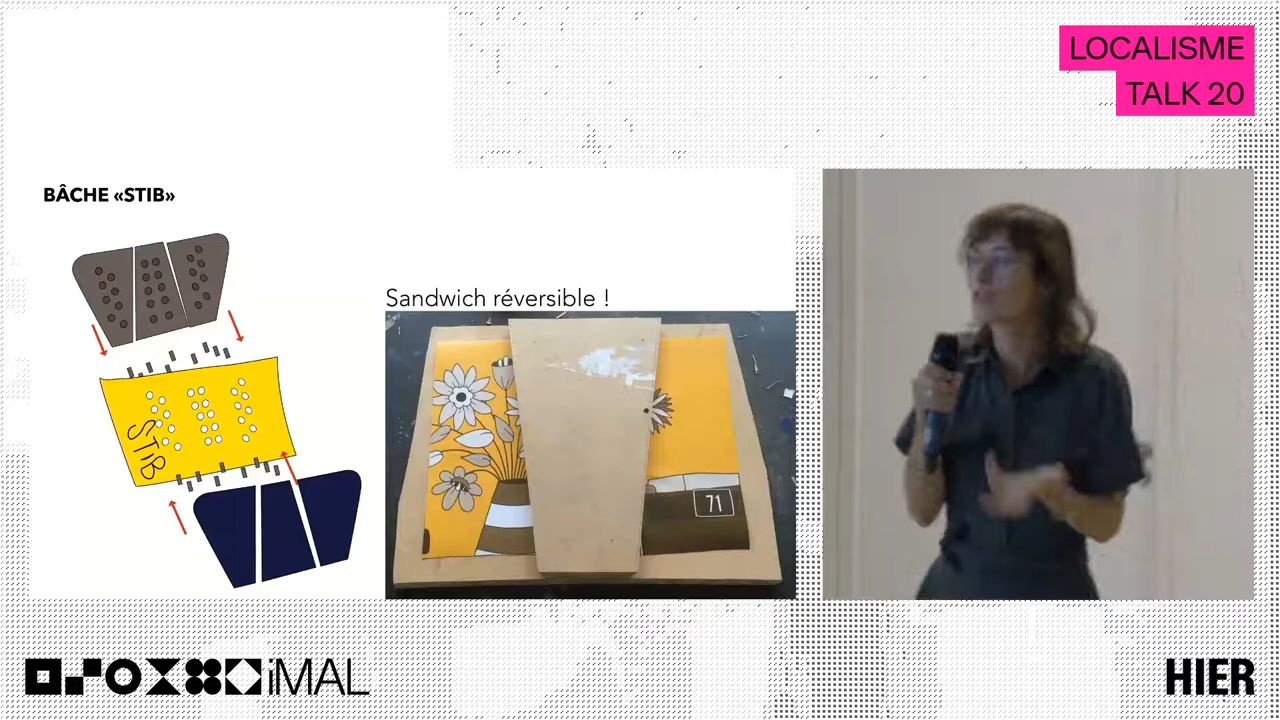 LOCALISME
TALK 20
BÂCHE «STIB»
Sandwich réversible !
STIB
71
iMAL
HIER